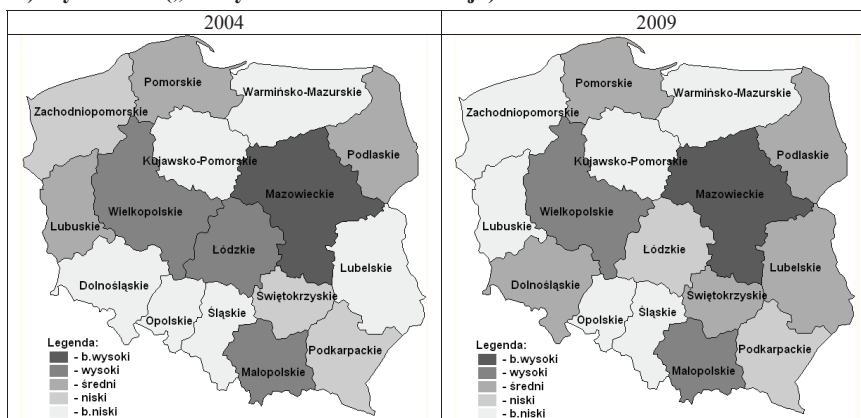 2004
2009
Pomorskie
Warmińsko-Mazurskie
Zachodniopomorskie
Podlaskie
Kujawsko-Pomorskie
Mazowieckie
Wielkopolskie
Lubuskie
Łódzkie
Lubelskie
Dolnośląskie
Świętokrzyskie
Opolskie
Śląskie
Podkarpackie
Małopolskie
Legenda:
- b.wysoki
- wysoki
- średni
- niski
- b.niski
Pomorskie
Warmińsko-Mazurskie
Zachodniopomorskie
Podlaskie
Kujawsko-Pomorskie
Mazowieckie
Wielkopolskie
Lubuskie
Łódzkie
Lubelskie
Dolnośląskie
Świętokrzyskie
Opolskie
Śląskie
Podkarpackie
Małopolskie
Legenda:
- b.wysoki
- wysoki
- średni
- niski
- b.niski